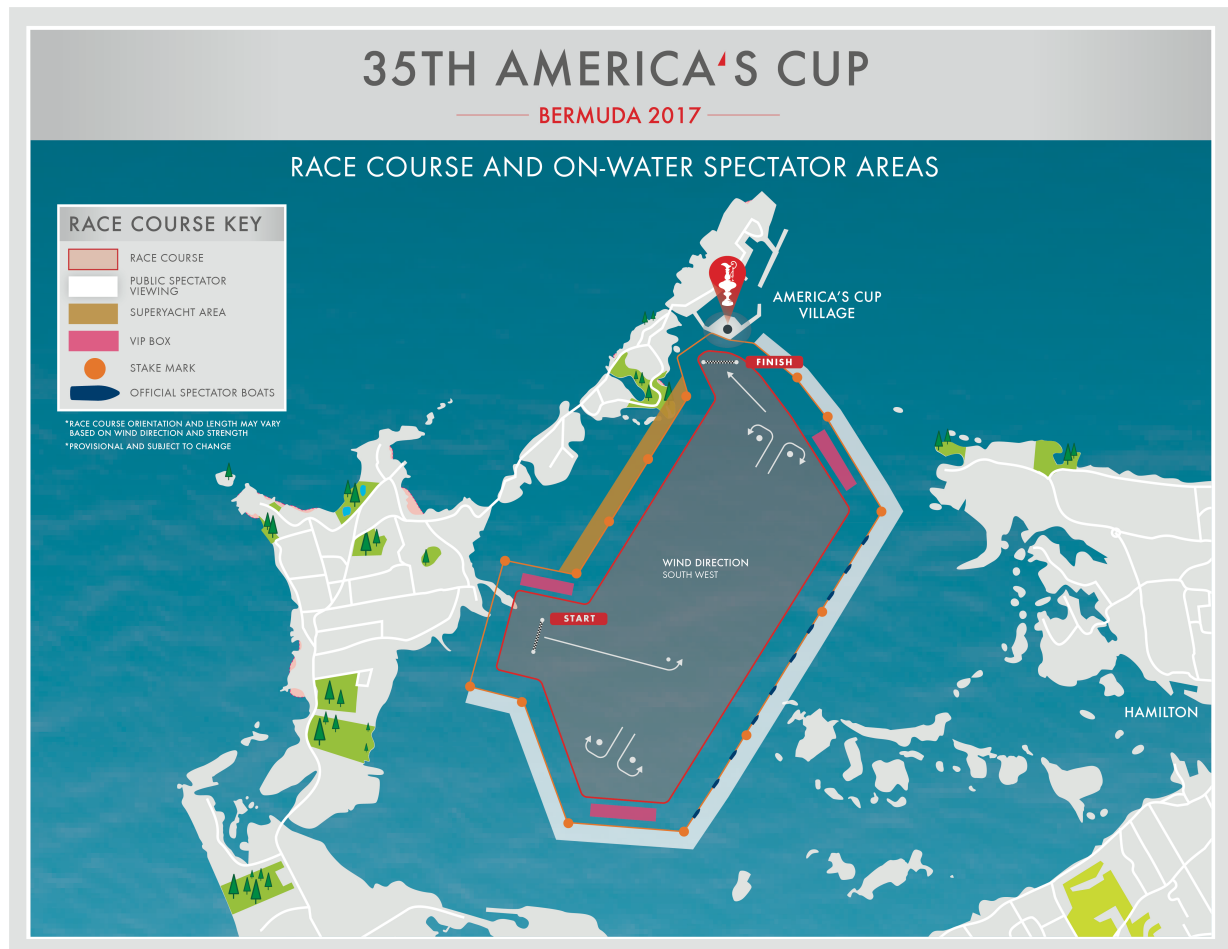 35TH AMERICA'S CUP
BERMUDA 2017
RACE COURSE AND ON-WATER SPECTATOR AREAS
RACE COURSE KEY
RACE COURSE
PUBLIC SPECTATOR
VIEWING
SUPERYACHT AREA
VIP BOX
STAKE MARK
OFFICIAL SPECTATOR BOATS
*RACE COURSE ORIENTATION AND LENGTH MAY VARY
BASED ON WIND DIRECTION AND STRENGTH
*PROVISIONAL AND SUBJECT TO CHANGE
AMERICA'S CUP
VILLAGE
FINISH
WIND DIRECTION
SOUTH WEST
START
HAMILTON